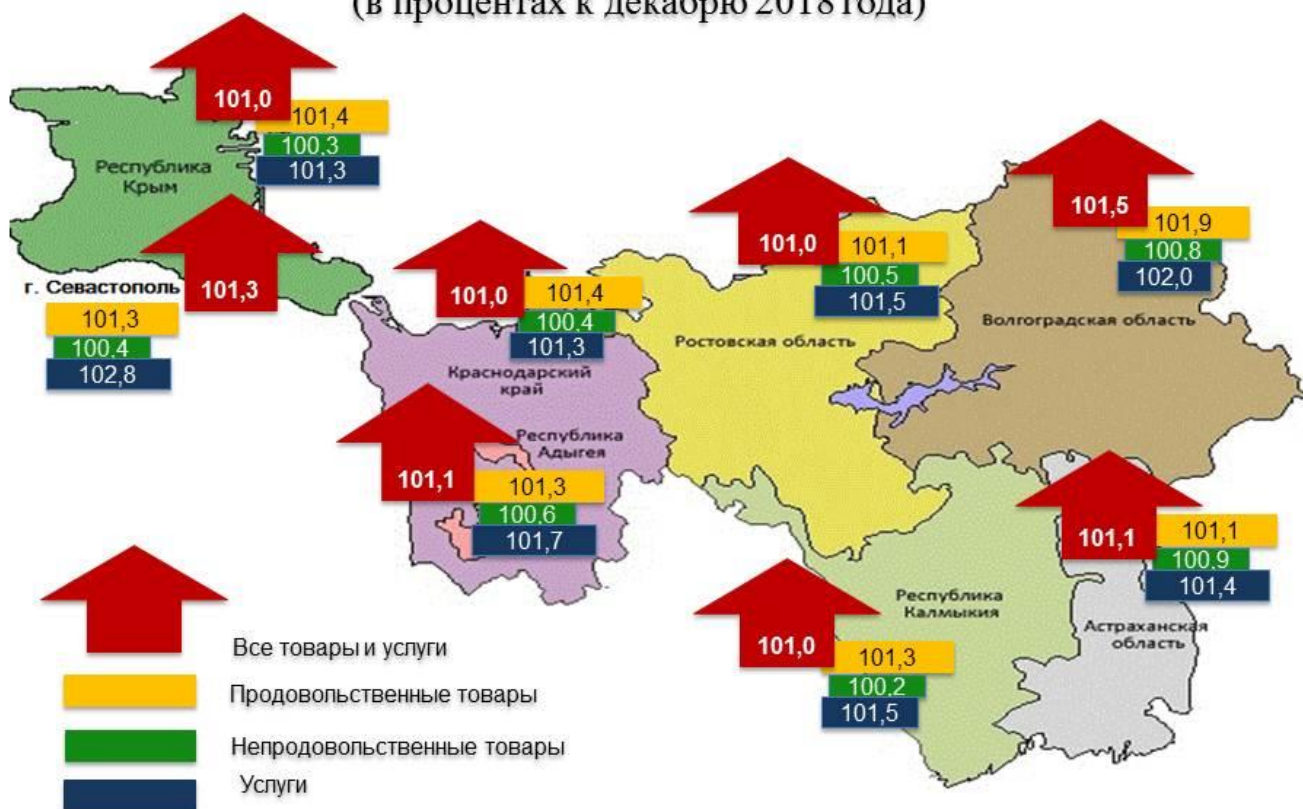 (в процентах к декабрю 2018 года)
101,0
101,4
100,3
101,3
Республика
Крым
101,3
г. Севастополь
101,3
100,4
102,8
101,0
101,4
100,4
101,3
Краснодарский
край
101,0
101,1
100,5
101,5
Ростовская область
101,5
101,9
100,8
102,0
Волгоградская область
Республика
Адыгея
101,1
101,3
100,6
101,7
101,1
101,1
100,9
101,4
Астраханская
область
Республика
Калмыкия
101,0
101,3
100,2
101,5
Все товары и услуги
Продовольственные товары
Непродовольственные товары
Услуги